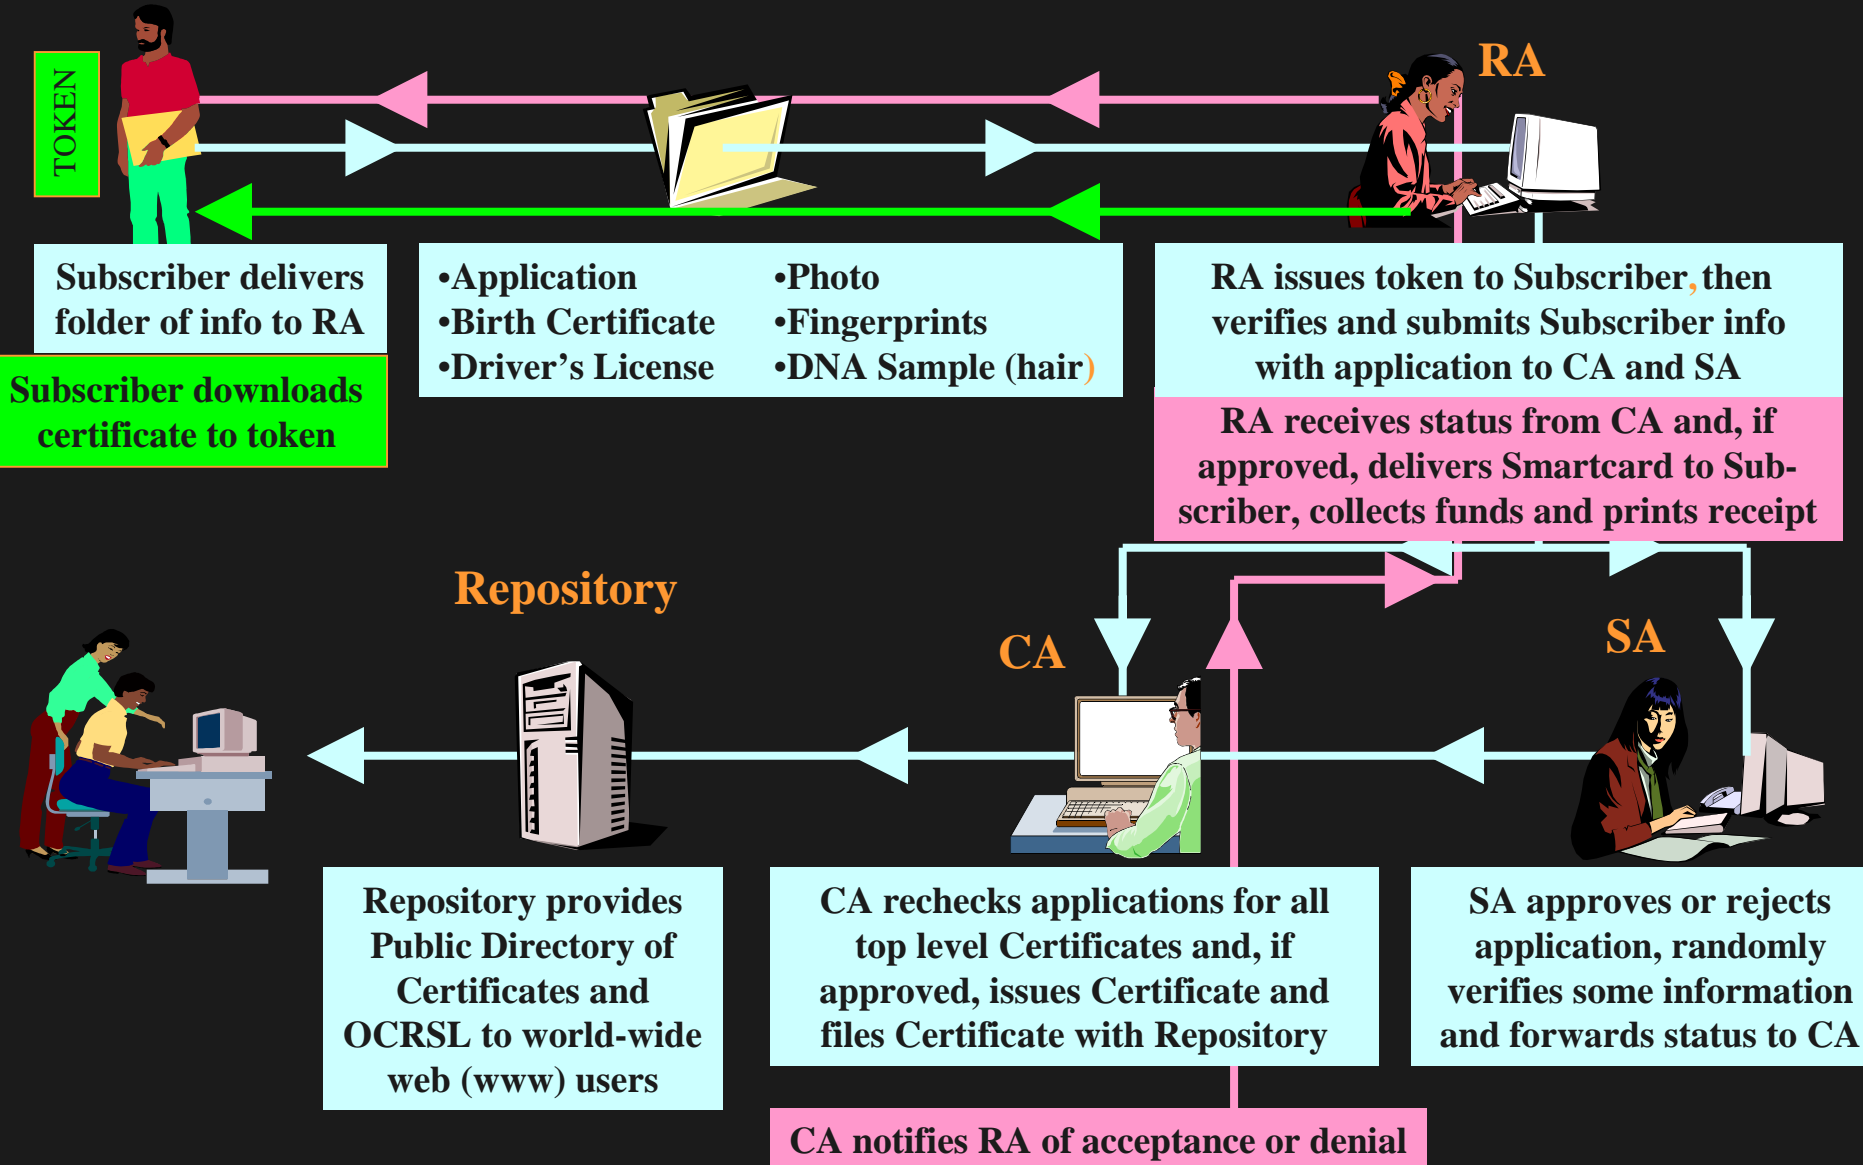 TOKEN
RA
Subscriber delivers
folder of info to RA
Subscriber downloads
certificate to token
•Application
•Birth Certificate
•Driver’s License
•Photo
•Fingerprints
•DNA Sample (hair)
RA issues token to Subscriber, then
verifies and submits Subscriber info
with application to CA and SA
RA receives status from CA and, if
approved, delivers Smartcard to Sub-
scriber, collects funds and prints receipt
Repository
CA
SA
Repository provides
Public Directory of
Certificates and
OCRSL to world-wide
web (www) users
CA rechecks applications for all
top level Certificates and, if
approved, issues Certificate and
files Certificate with Repository
SA approves or rejects
application, randomly
verifies some information
and forwards status to CA
CA notifies RA of acceptance or denial